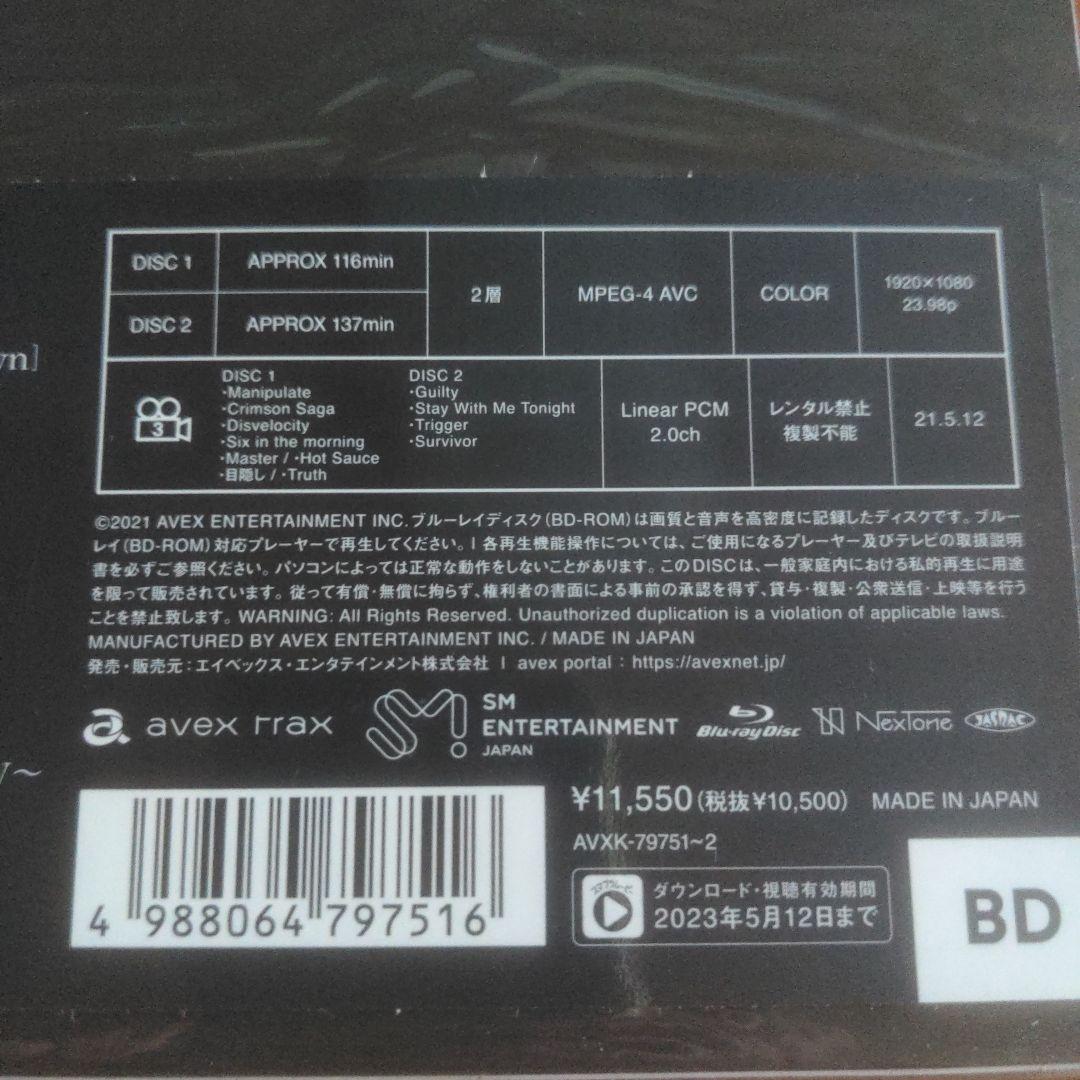 DISC 1
APPROX 116min
DISC 2
APPROX 137min
2層
MPEG-4 AVC
COLOR
1920×1080
23.98p
wn]
3
DISC 1
・Manipulate
・Crimson Saga
・Disvelocity
・Six in the morning
・Master / ・Hot Sauce
・目隠し / ・Truth
DISC 2
・Guilty
・Stay With Me Tonight
・Trigger
・Survivor
Linear PCM
2.0ch
レンタル禁止
複製不能
21.5.12
©2021 AVEX ENTERTAINMENT INC. ブルーレイディスク(BD-ROM)は画質と音声を高密度に記録したディスクです。ブルー
レイ(BD-ROM)対応プレーヤーで再生してください。| 各再生機能操作については、ご使用になるプレーヤー及びテレビの取扱説明
書を必ずご参照ください。パソコンによっては正常な動作をしないことがあります。このDISCは、一般家庭内における私的再生に用途
を限って販売されています。従って有償・無償に拘らず、権利者の書面による事前の承認を得ず、貸与・複製・公衆送信・上映等を行う
ことを禁止致します。WARNING: All Rights Reserved. Unauthorized duplication is a violation of applicable laws.
MANUFACTURED BY AVEX ENTERTAINMENT INC. / MADE IN JAPAN
発売・販売元：エイベックス・エンタテインメント株式会社 | avex portal : https://avexnet.jp/
a. avex trax
SM
ENTERTAINMENT
JAPAN
Blu-ray Disc
NexTone
JASRAC
y~
¥11,550(税抜¥10,500) MADE IN JAPAN
AVXK-79751~2
4 988064 797516
スマプラムービー
ダウンロード・視聴有効期間
2023年5月12日まで
BD